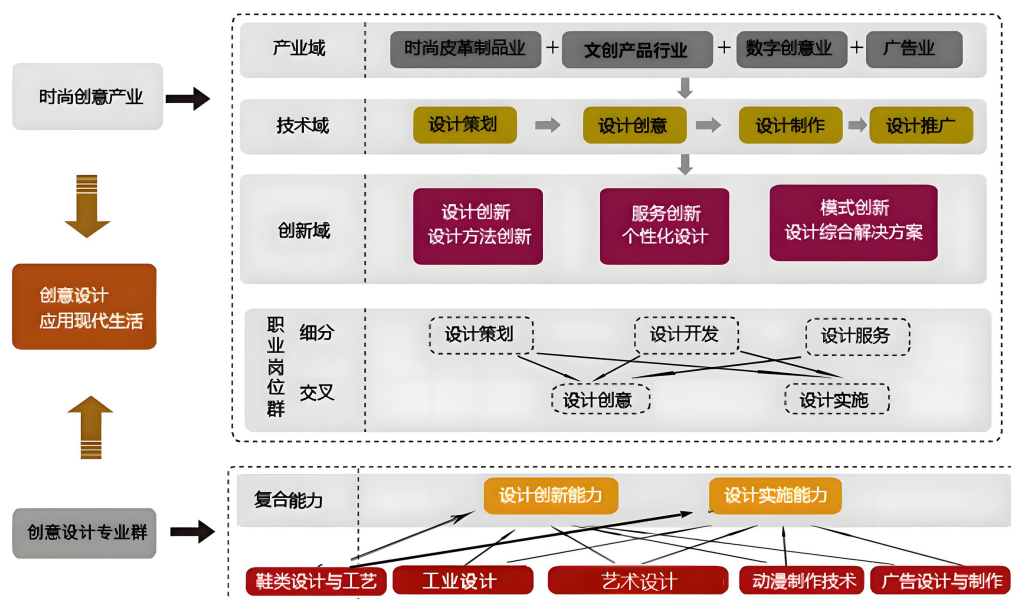 时尚创意产业
产业域
时尚皮革制品业
+
文创产品行业
+
数字创意业
+
广告业
技术域
设计策划
设计创意
设计制作
设计推广
创新域
设计创新
设计方法创新
服务创新
个性化设计
模式创新
设计综合解决方案
创意设计
应用现代生活
职业岗位群
细分
设计策划
设计开发
设计服务
交叉
设计创意
设计实施
创意设计专业群
复合能力
设计创新能力
设计实施能力
鞋类设计与工艺
工业设计
艺术设计
动漫制作技术
广告设计与制作